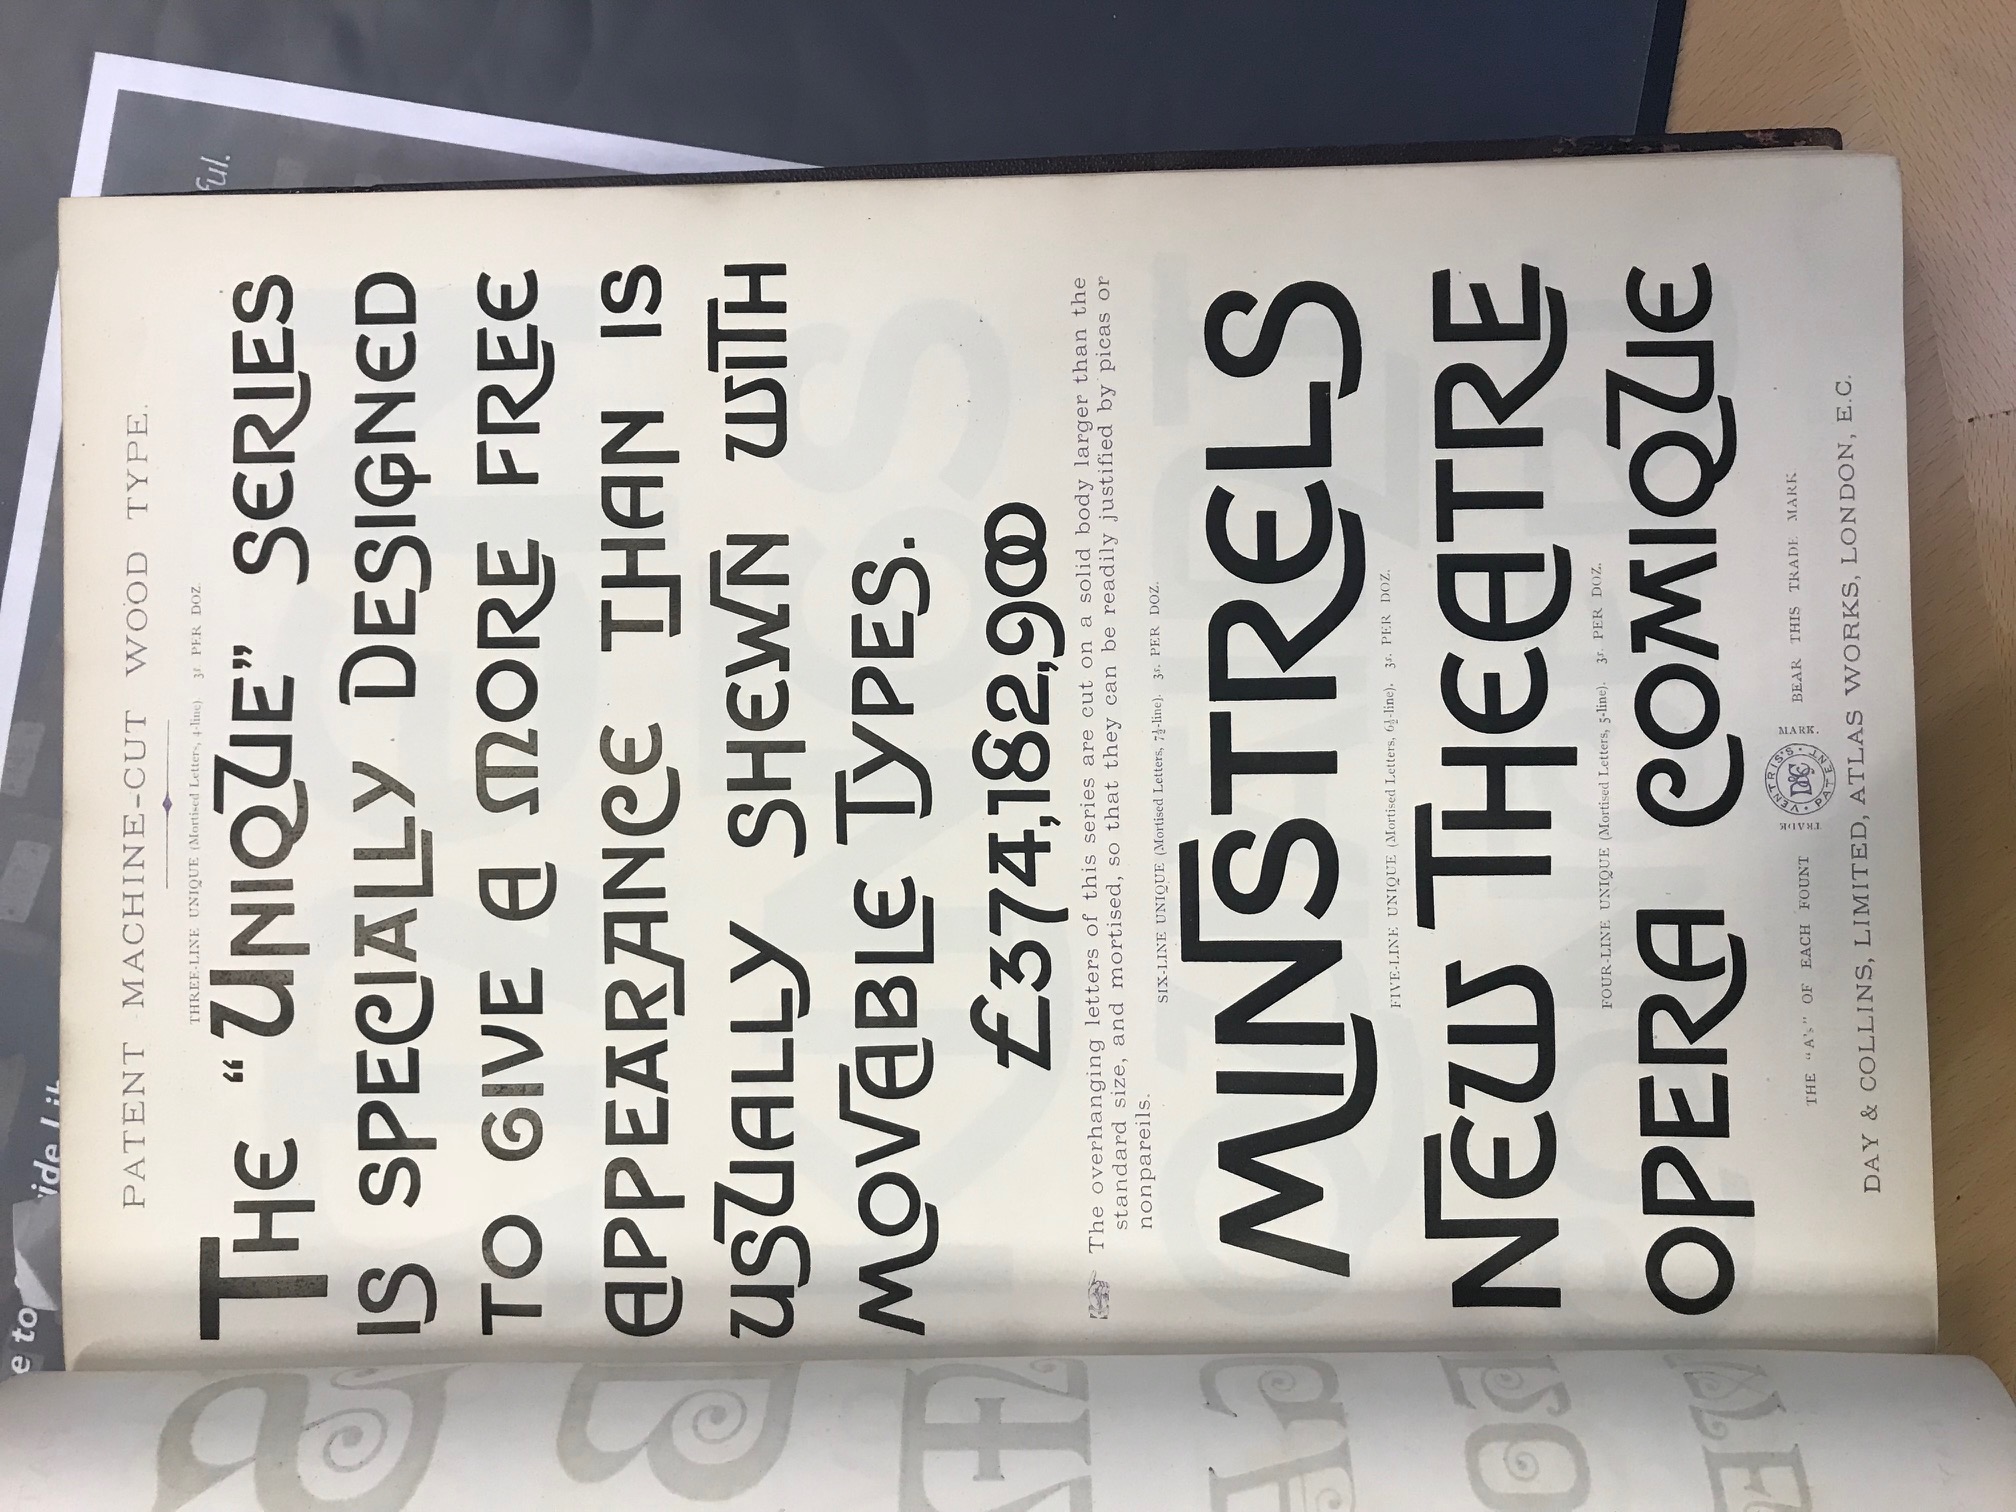 PATENT MACHINE-CUT WOOD TYPE.
THREE-LINE UNIQUE (Mortised Letters, 4-line). 3s PER DOZ.
THE "UNIQUE" SERIES
IS SPECIALLY DESIGNED
TO GIVE A MORE FREE
APPEARANCE THAN IS
USUALLY SHEWN WITH
MOVABLE TYPES.
£374,182,900
The overhanging letters of this series are cut on a solid body larger than the
standard size, and mortised, so that they can be readily justified by picas or
nonpareils.
SIX-LINE UNIQUE (Mortised Letters, 7½-line). 3s. PER DOZ.
MINSTRELS
FIVE-LINE UNIQUE (Mortised Letters, 6½-line). 3s. PER DOZ.
NEW THEATRE
FOUR-LINE UNIQUE (Mortised Letters, 5-line). 3s. PER DOZ.
OPERA COMIQUE
THE "A's" OF EACH FOUNT TRADE MARK. VENTRIS'S PATENT D&C BEAR THIS TRADE MARK
DAY & COLLINS, LIMITED, ATLAS WORKS, LONDON, E.C.